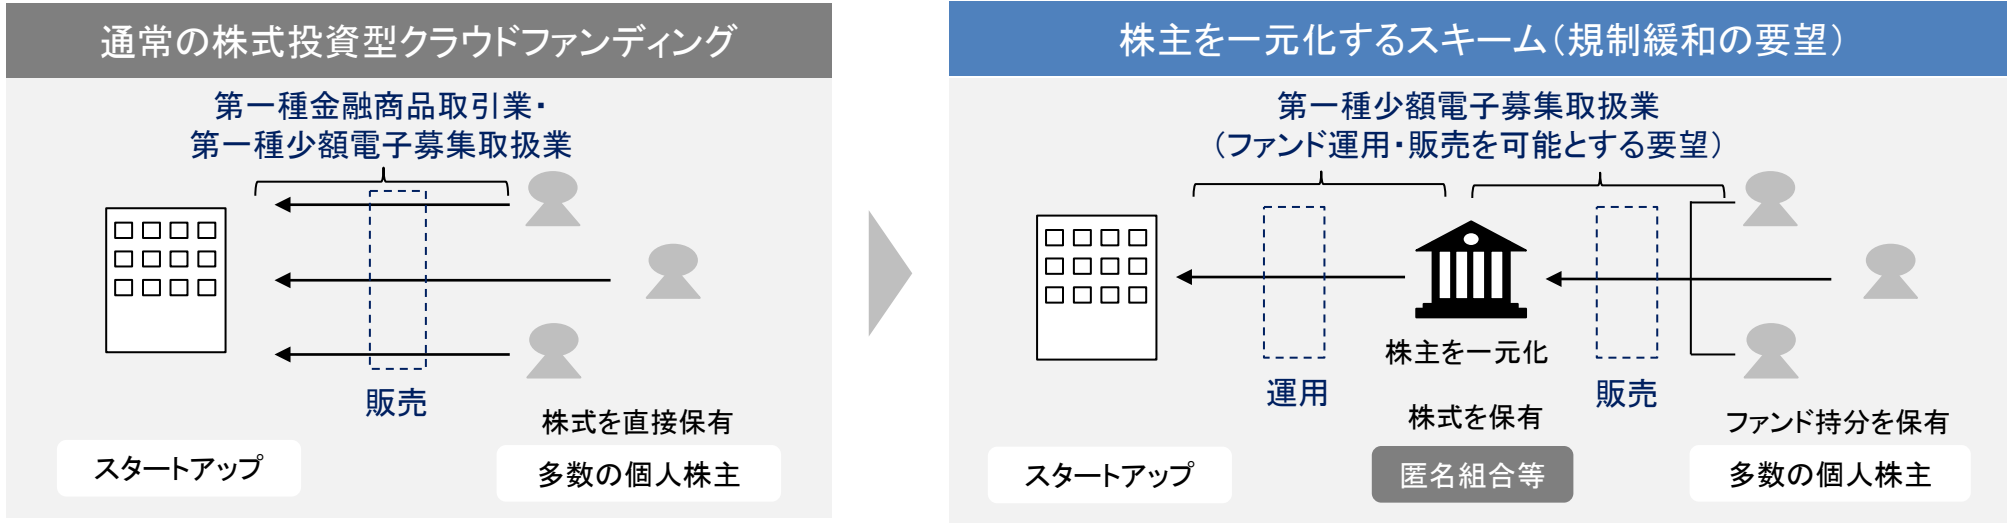 通常の株式投資型クラウドファンディング
第一種金融商品取引業・
第一種少額電子募集取扱業
販売
株式を直接保有
スタートアップ
多数の個人株主
株主を一元化するスキーム（規制緩和の要望）
第一種少額電子募集取扱業
（ファンド運用・販売を可能とする要望）
株主を一元化
運用
販売
株式を保有
ファンド持分を保有
スタートアップ
匿名組合等
多数の個人株主